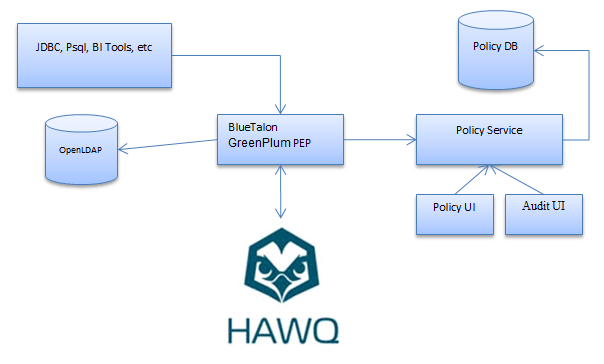 JDBC, Psql, BI Tools, etc
Policy DB
OpenLDAP
BlueTalon
GreenPlum PEP
Policy Service
Policy UI
Audit UI
HAWQ